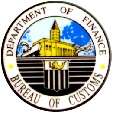 DEPARTMENT OF FINANCE
BUREAU OF CUSTOMS